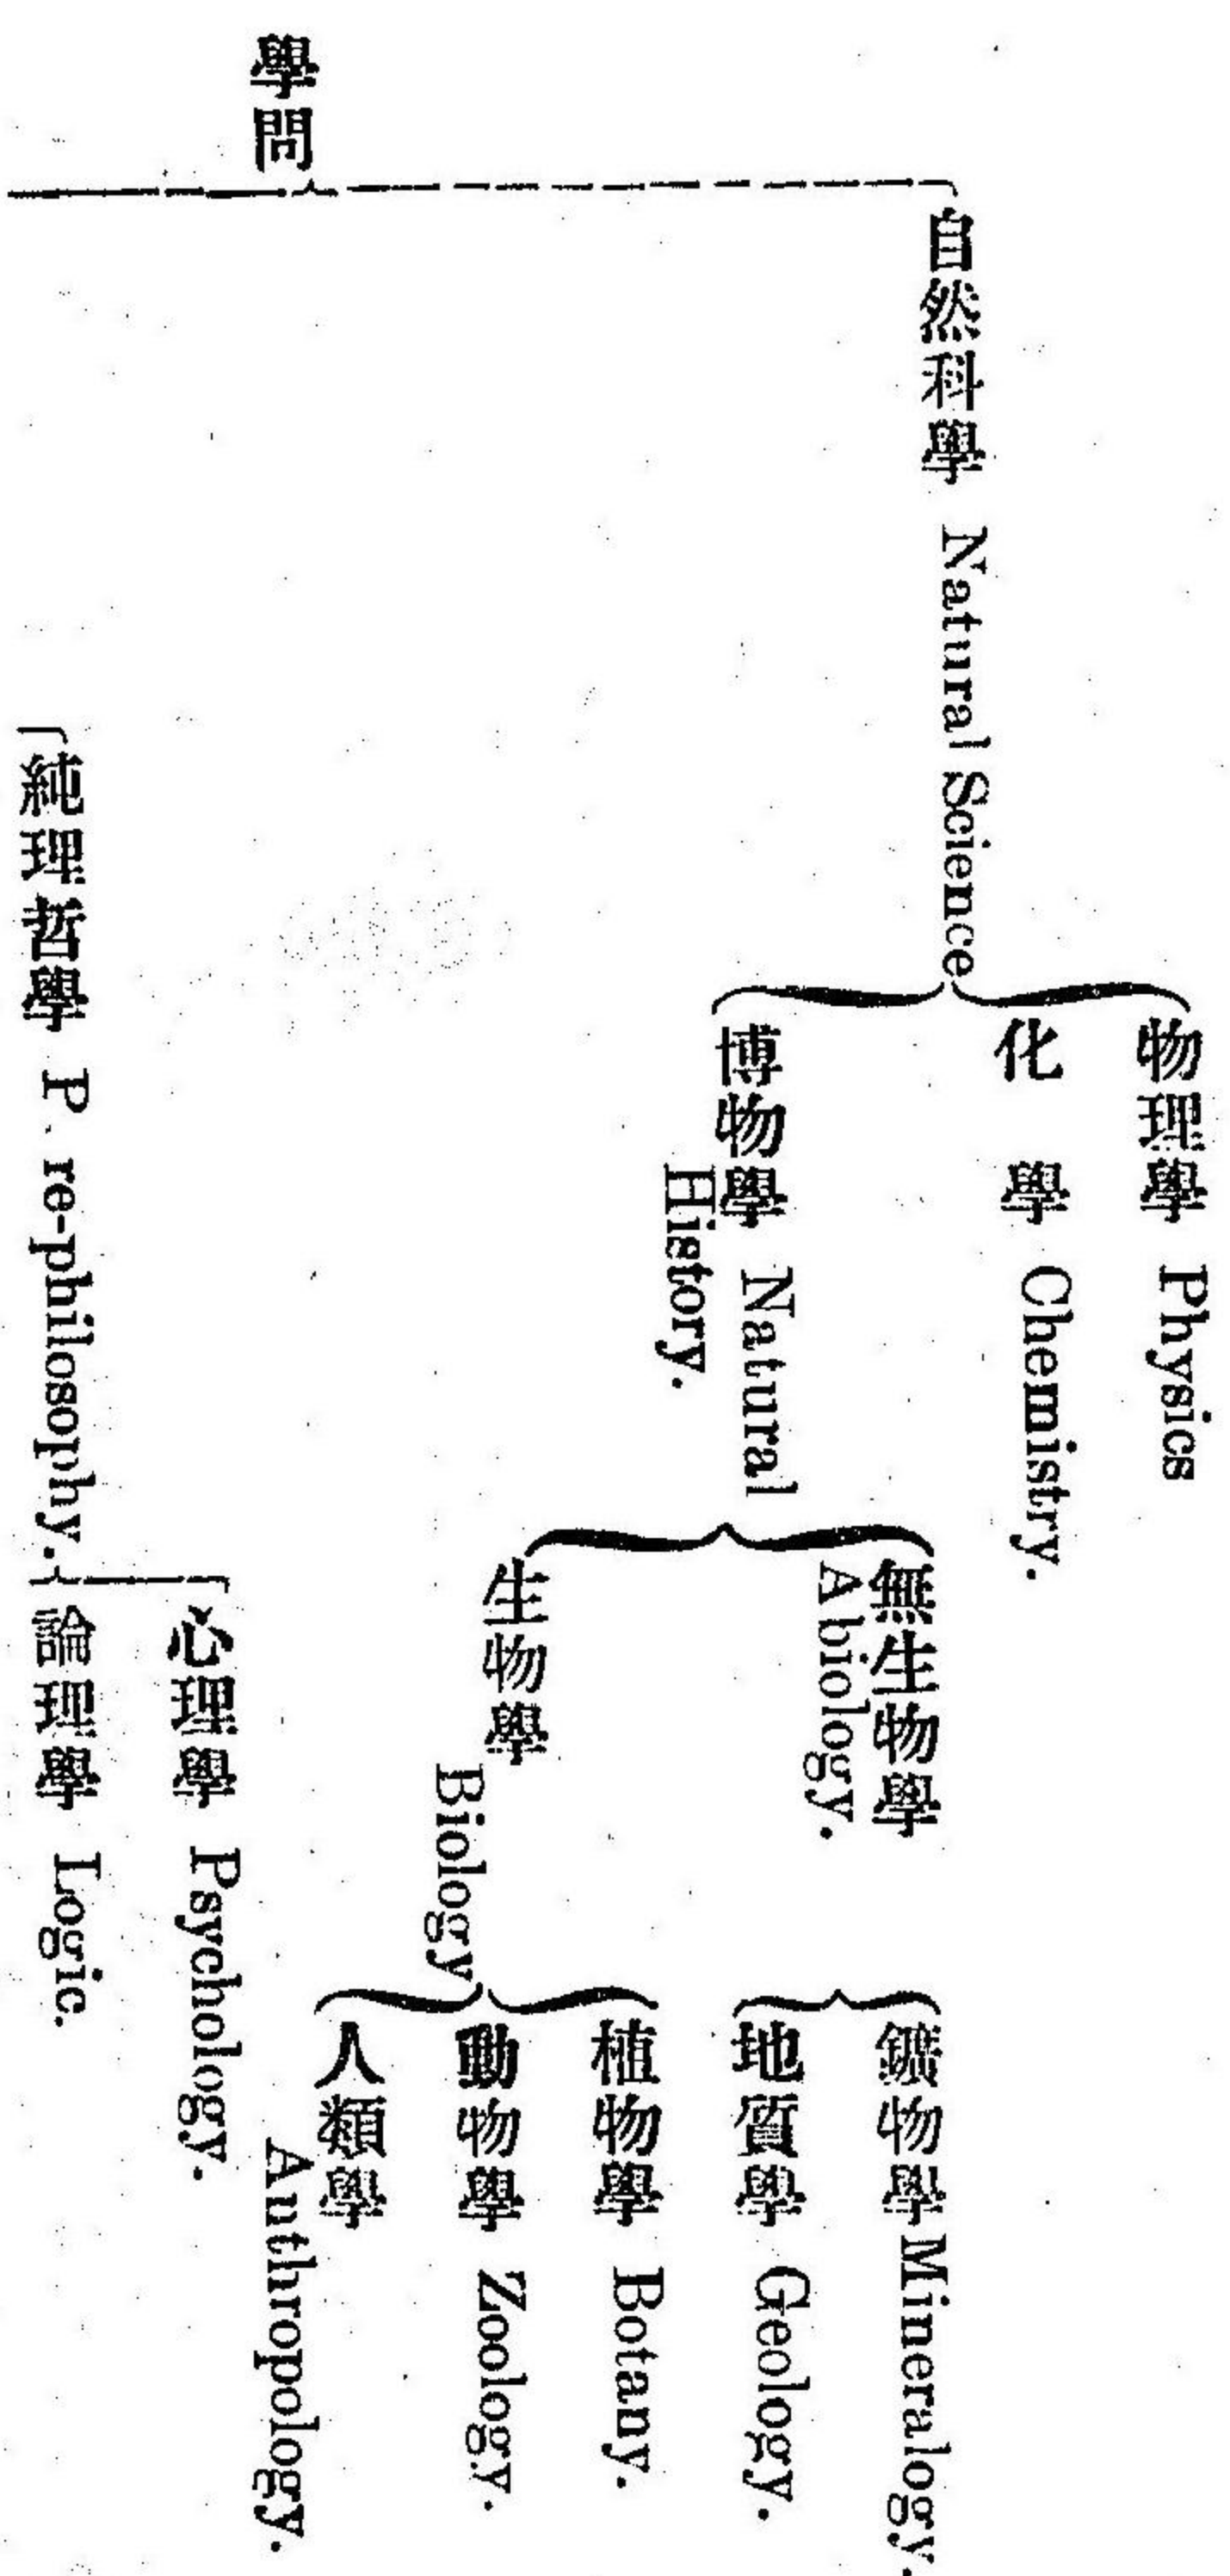 學問
自然科學 Natural Science
物理學 Physics
化學 Chemistry.
博物學 Natural
History.
無生物學
Abiology.
鑛物學 Mineralogy.
地質學 Geology.
生物學
Biology
植物學 Botany.
動物學 Zoology.
人類學
Anthropology.
純理哲學 P. re-philosophy.
心理學 Psychology.
論理學 Logic.